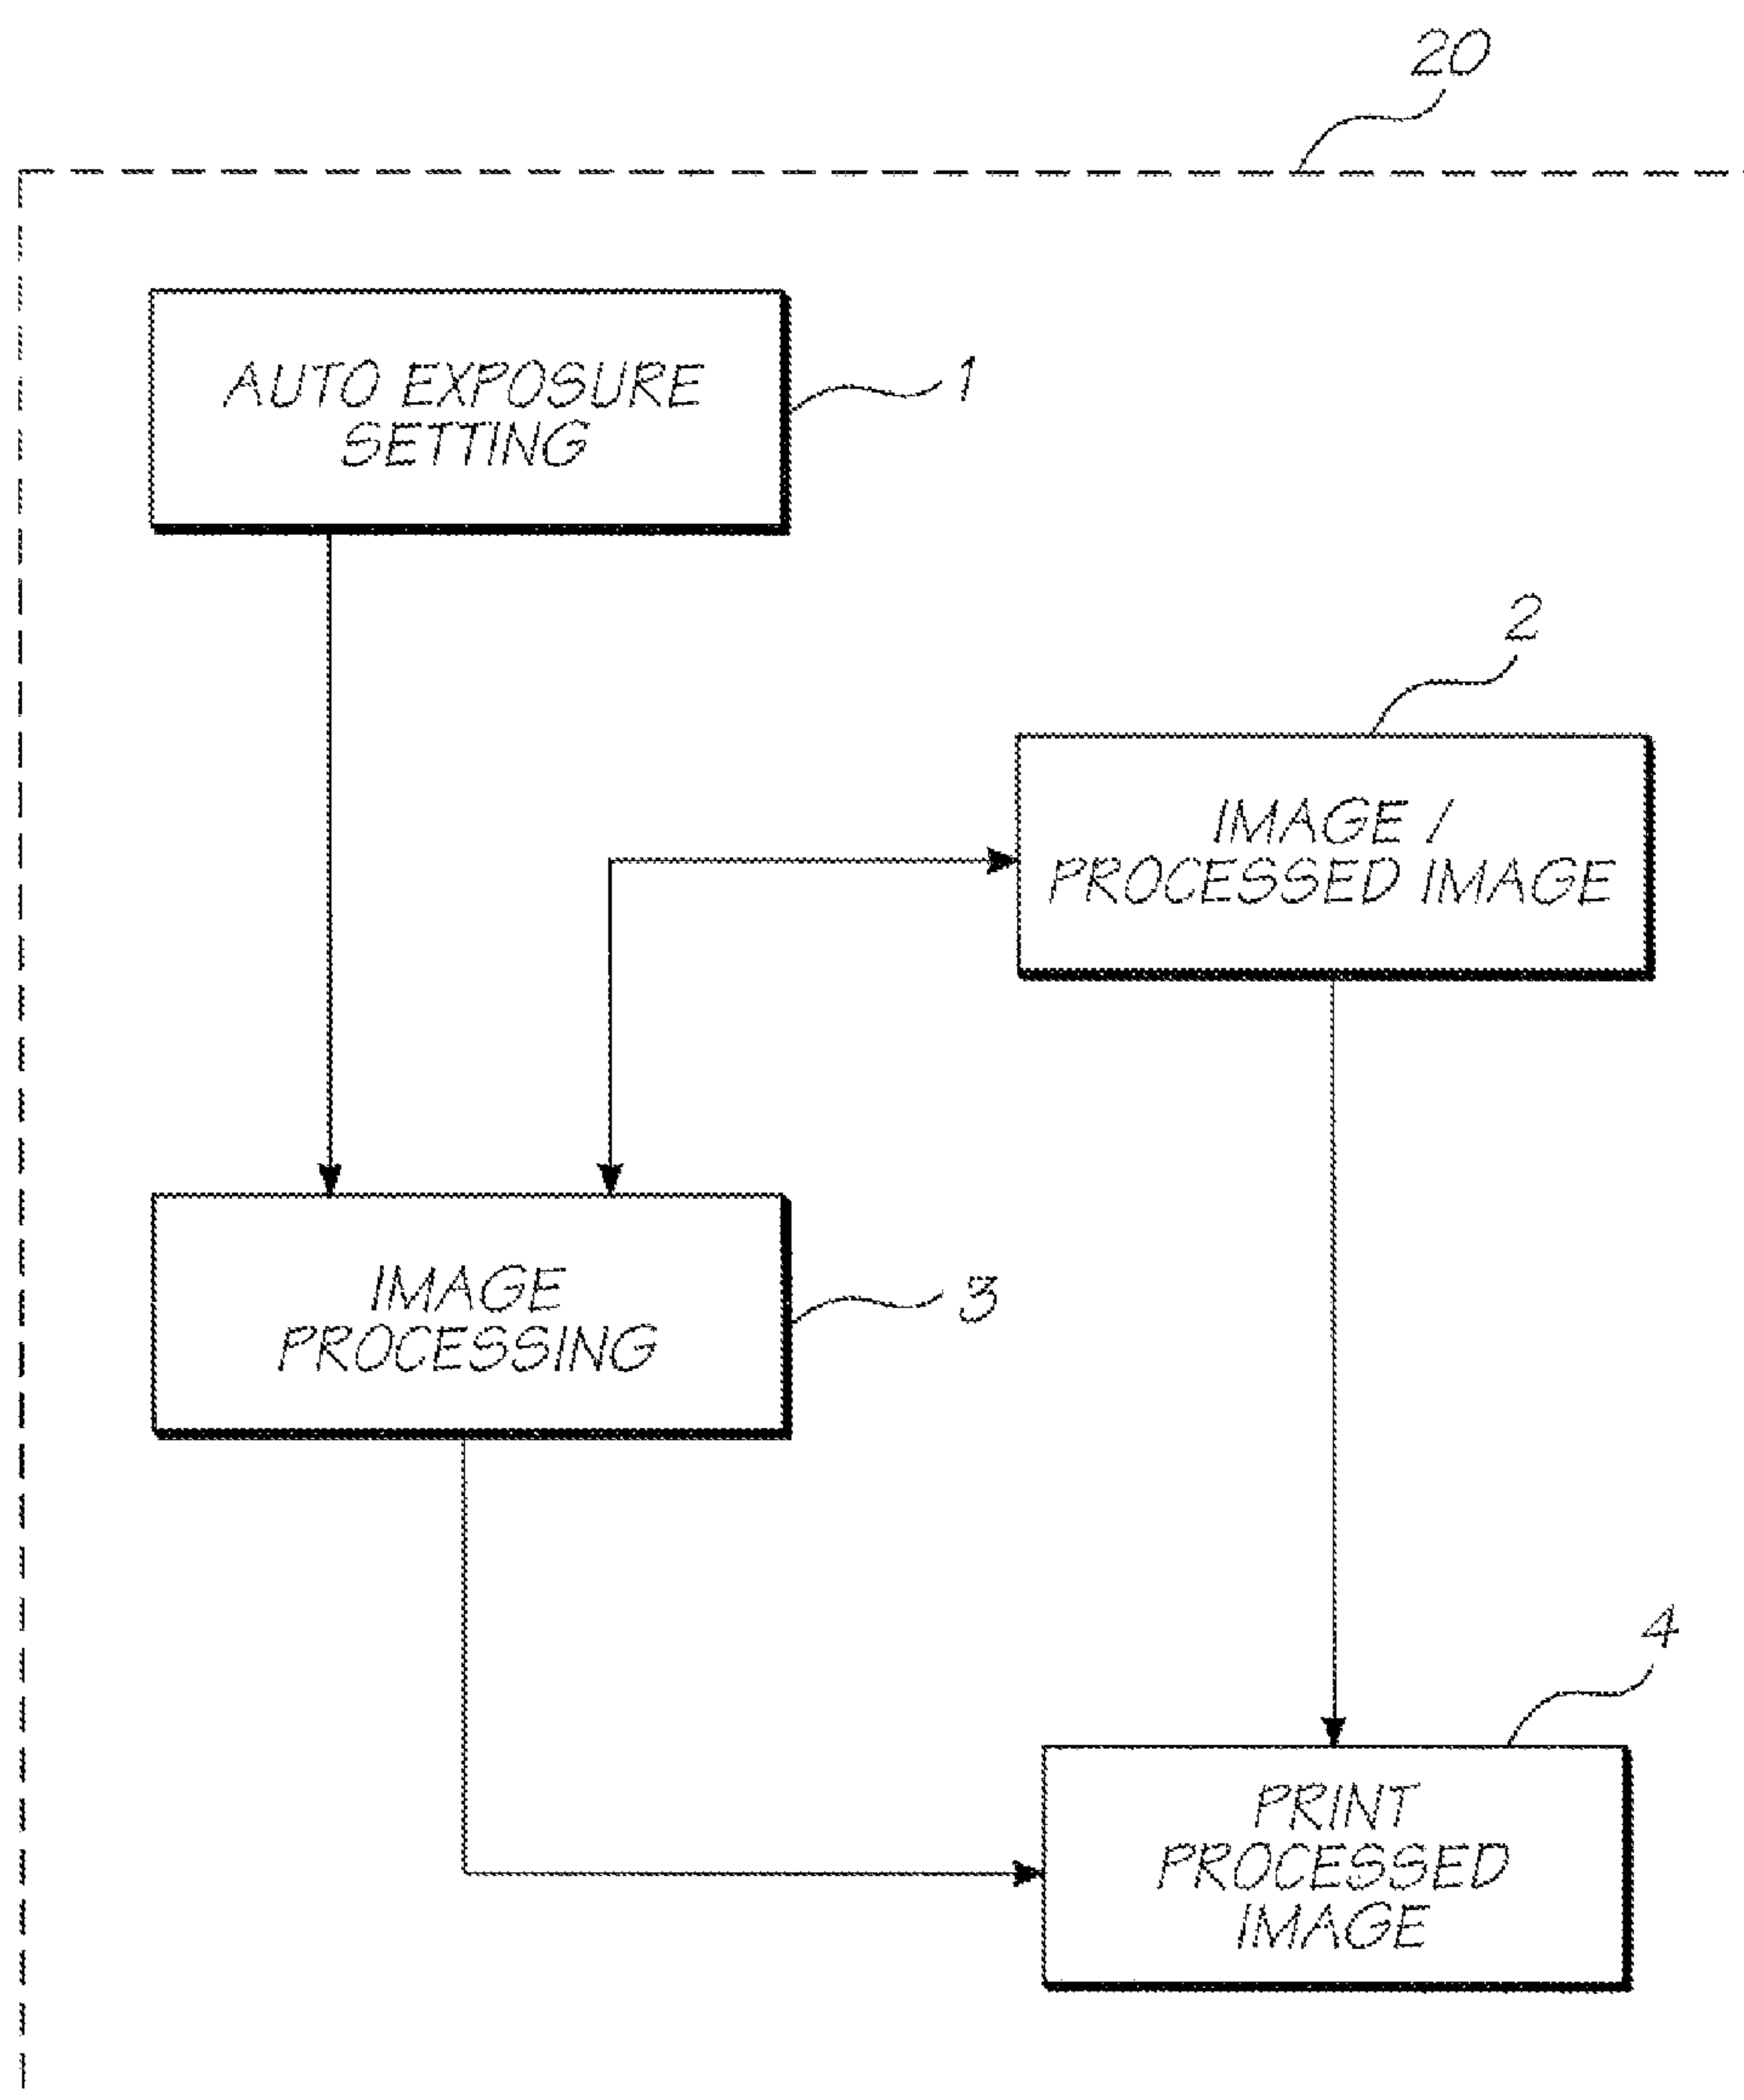 20
AUTO EXPOSURE
SETTING
1
2
IMAGE /
PROCESSED IMAGE
IMAGE
PROCESSING
3
4
PRINT
PROCESSED
IMAGE